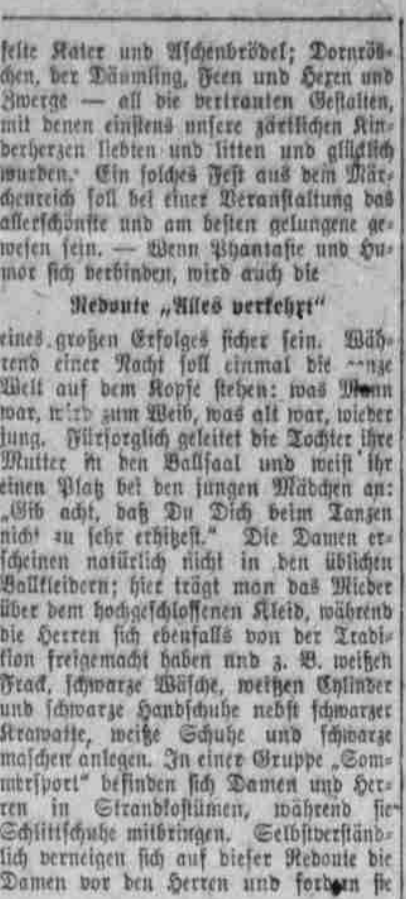 felte Kater und Aschenbrödel; Dornrös-
chen, der Däumling, Feen und Hexen und
Zwerge — all die vertrauten Gestalten,
mit denen einstens unsere zärtlichen Kin-
derherzen liebten und litten und glücklich
wurden. Ein solches Fest aus dem Mär-
chenreich soll bei einer Veranstaltung das
allerschönste und am besten gelungene ge-
wesen sein. — Wenn Phantasie und Hu-
mor sich verbinden, wird auch die
Redoute „Alles verkehrt"
eines großen Erfolges sicher sein. Wäh-
rend einer Nacht soll einmal die
Welt auf dem Kopfe stehen: was Mann
war, wird zum Weib, was alt war, wieder
jung. Fürsorglich geleitet die Tochter ihre
Mutter in den Ballsaal und weist ihr
einen Platz bei den jungen Mädchen an:
„Gib acht, daß Du Dich beim Tanzen
nicht zu sehr erhitzest." Die Damen er-
scheinen natürlich nicht in den üblichen
Ballkleidern; hier trägt man das Mieder
über dem hochgeschlossenen Kleid, während
die Herren sich ebenfalls von der Tradi-
tion freigemacht haben und z. B. weißen
Frack, schwarze Wäsche, weißen Cylinder
und schwarze Handschuhe nebst schwarzer
Krawatte, weiße Schuhe und schwarze
maschen anlegen. In einer Gruppe „Som-
mersport" befinden sich Damen und Her-
ren in Strandkostümen, während sie
Schlittschuhe mitbringen. Selbstverständ-
lich verneigen sich auf dieser Redoute die
Damen vor den Herren und fordern sie